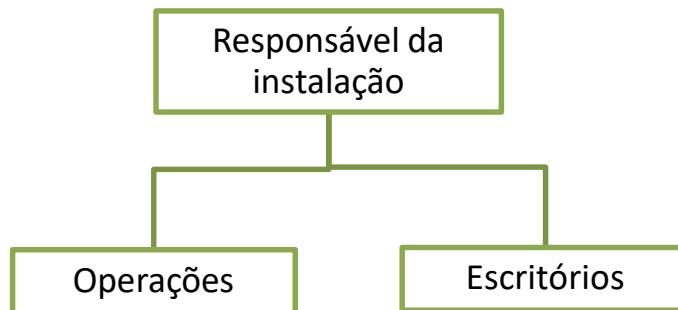 Responsável da
instalação
Operações
Escritórios